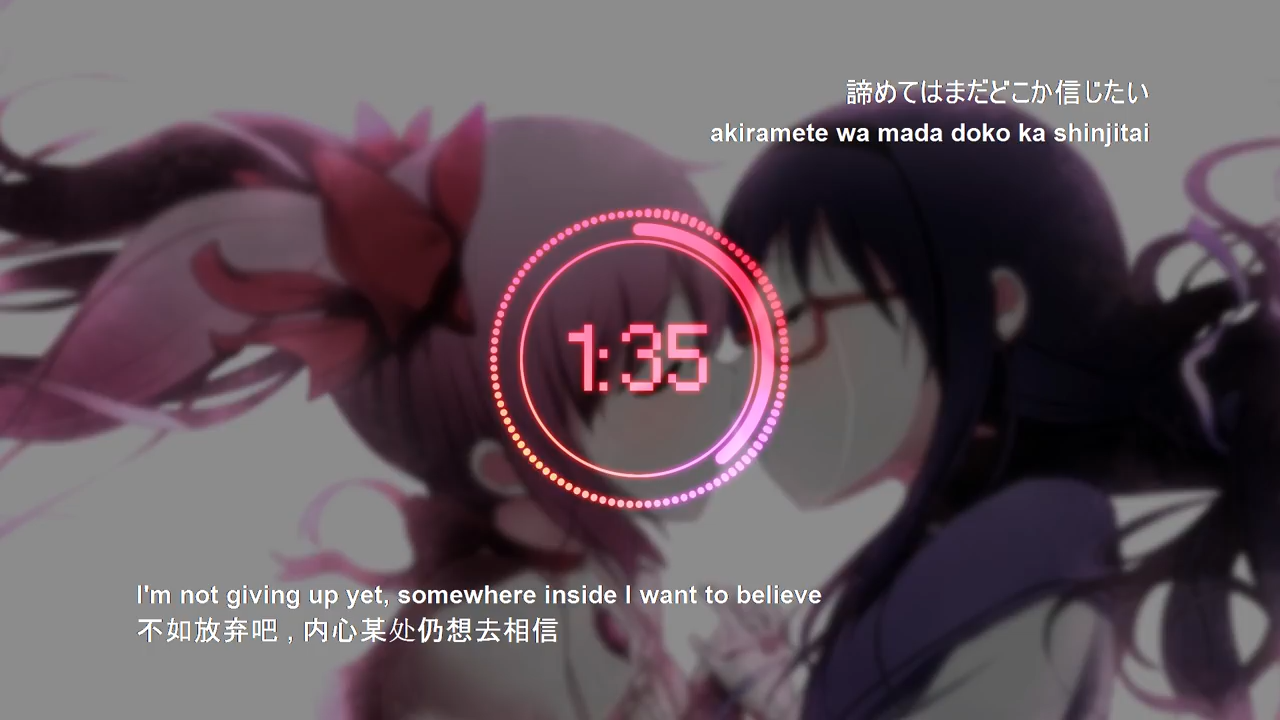 諦めてはまだどこか信じたい
akiramete wa mada doko ka shinjitai
1:35
I'm not giving up yet, somewhere inside I want to believe
不如放弃吧，内心某处仍想去相信